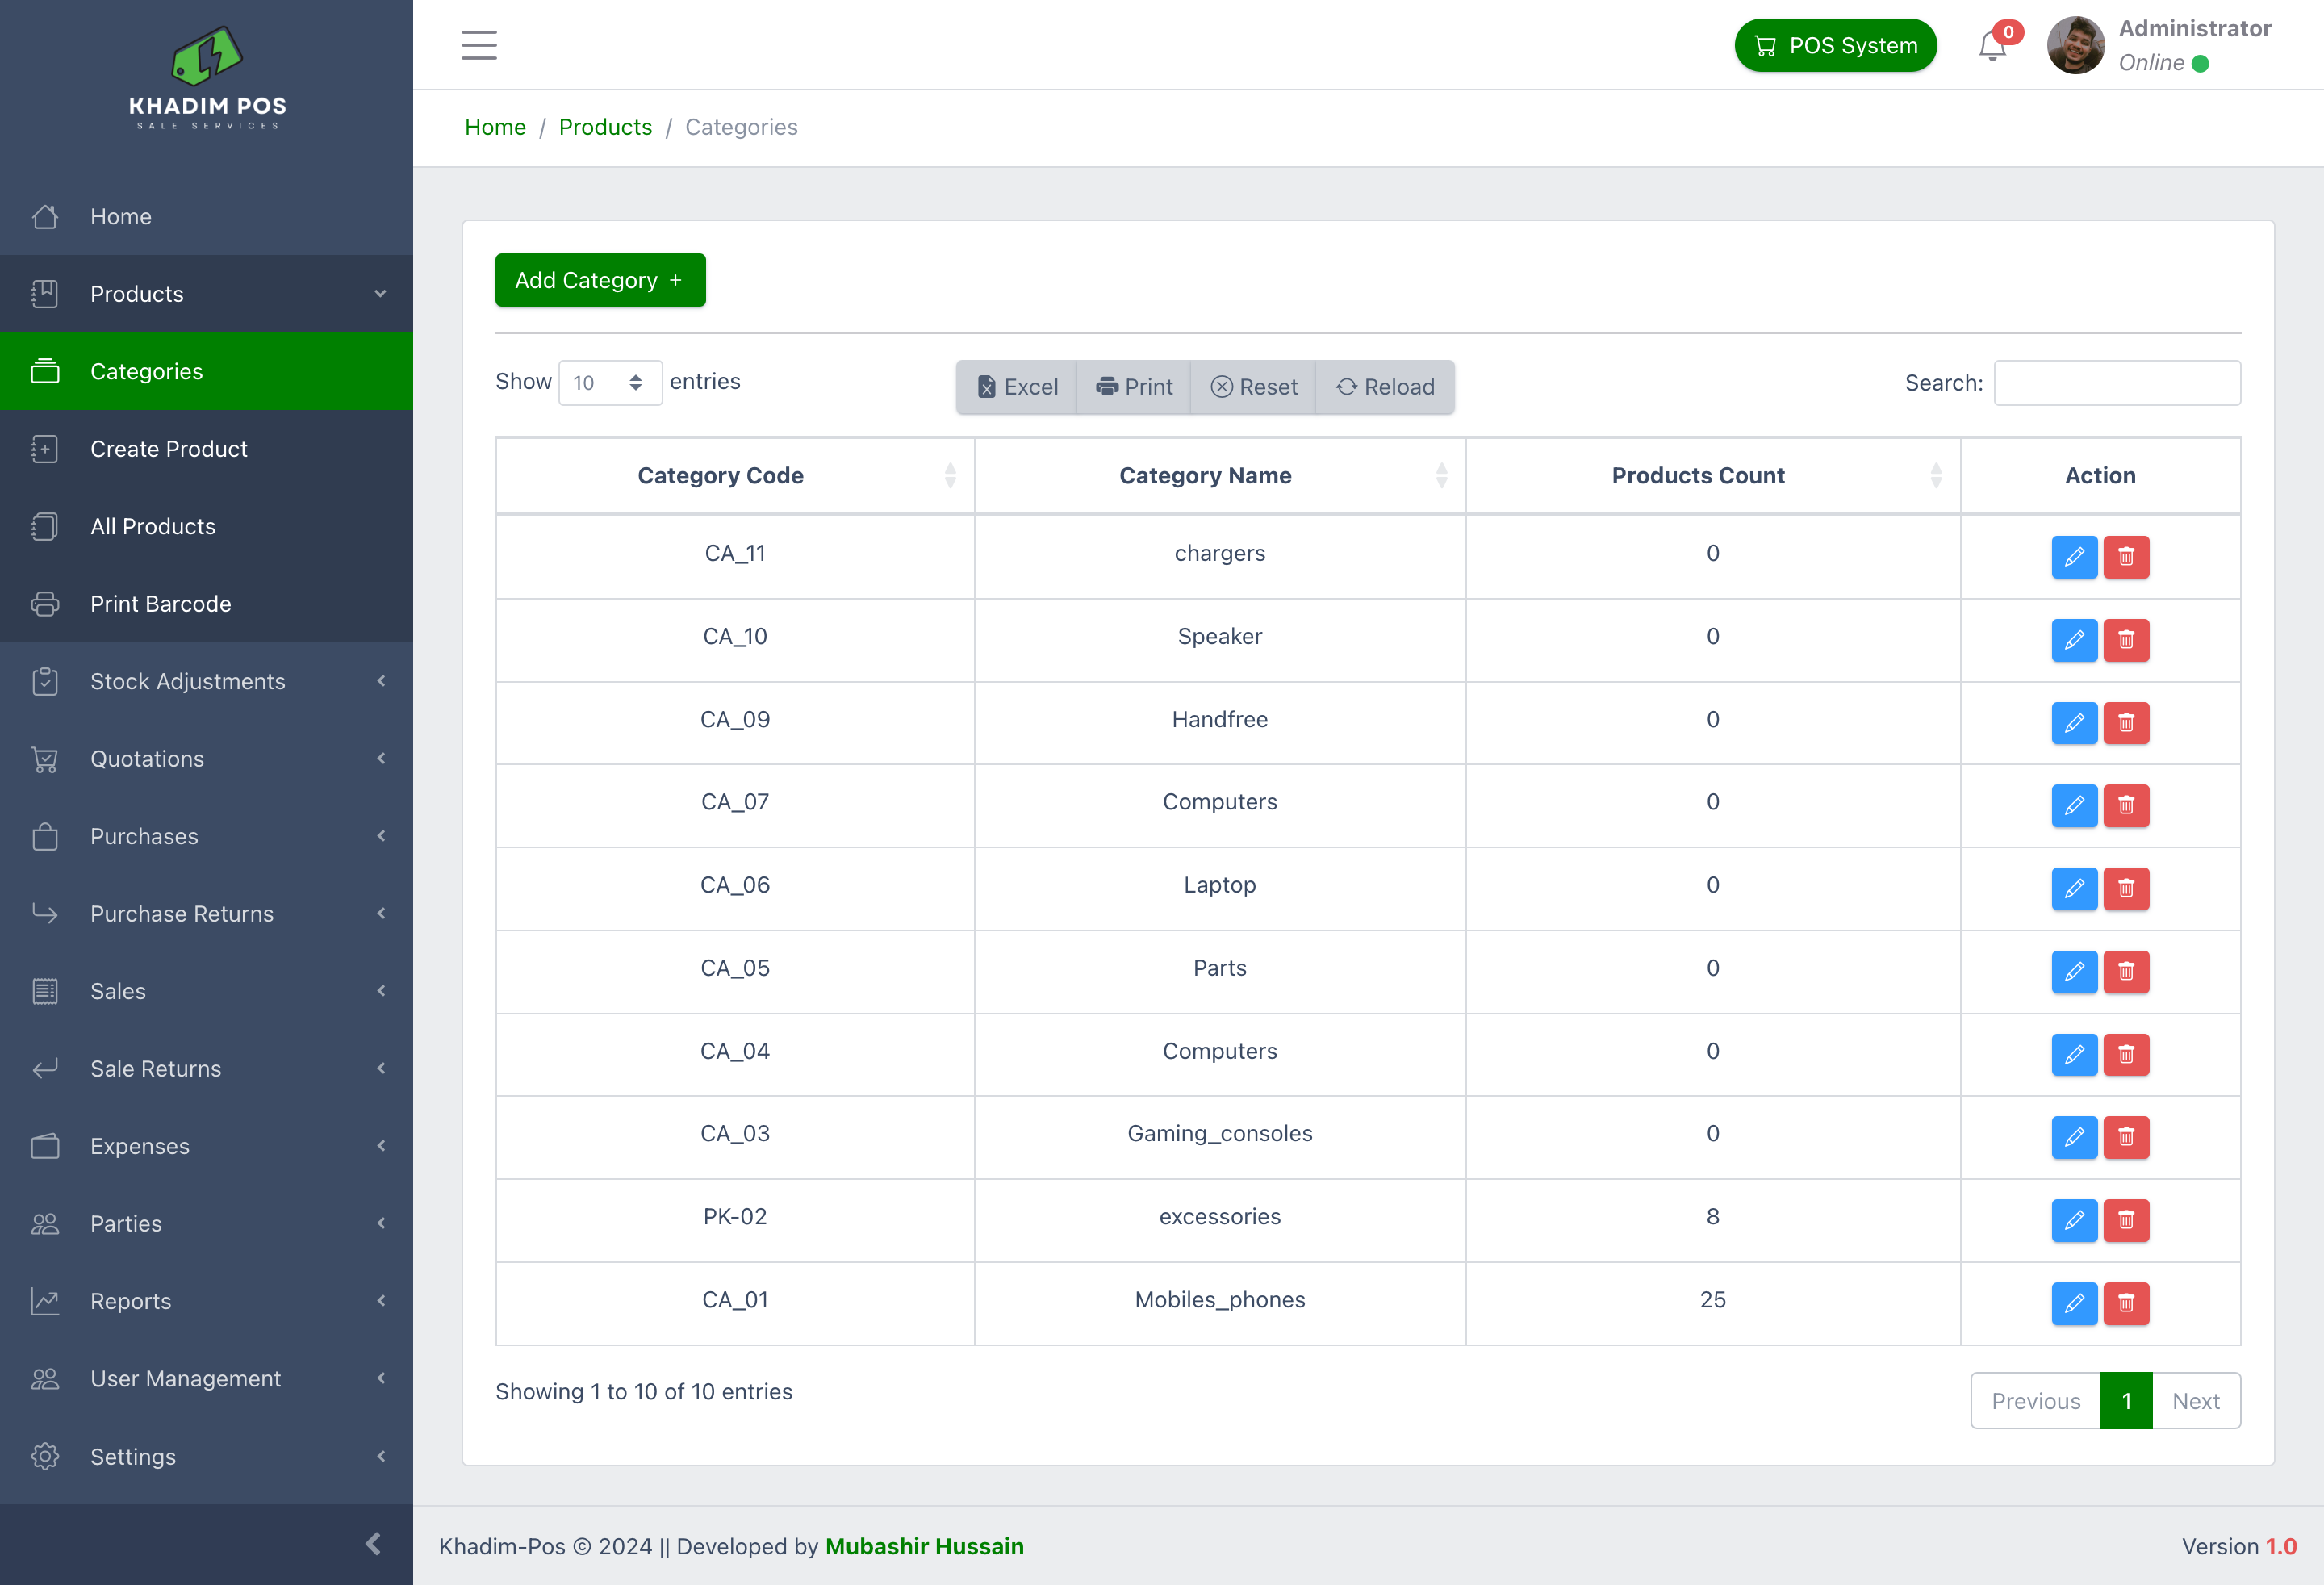 KHADIM POS
SALE SERVICES
Home
Products
Categories
Create Product
All Products
Print Barcode
Stock Adjustments
Quotations
Purchases
Purchase Returns
Sales
Sale Returns
Expenses
Parties
Reports
User Management
Settings
POS System
0
Administrator
Online
Home / Products / Categories
Add Category +
Show 10 entries
Excel Print Reset Reload
Search:
Category Code Category Name Products Count Action
CA_11 chargers 0
CA_10 Speaker 0
CA_09 Handfree 0
CA_07 Computers 0
CA_06 Laptop 0
CA_05 Parts 0
CA_04 Computers 0
CA_03 Gaming_consoles 0
PK-02 excessories 8
CA_01 Mobiles_phones 25
Showing 1 to 10 of 10 entries
Previous 1 Next
Khadim-Pos © 2024 || Developed by Mubashir Hussain
Version 1.0